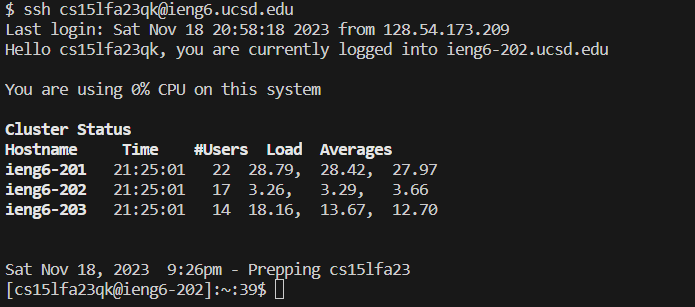 $ ssh cs15lfa23qk@ieng6.ucsd.edu
Last login: Sat Nov 18 20:58:18 2023 from 128.54.173.209
Hello cs15lfa23qk, you are currently logged into ieng6-202.ucsd.edu
You are using 0% CPU on this system
Cluster Status
Hostname     Time    #Users  Load  Averages
ieng6-201   21:25:01   22  28.79,  28.42,  27.97
ieng6-202   21:25:01   17  3.26,   3.29,   3.66
ieng6-203   21:25:01   14  18.16,  13.67,  12.70
Sat Nov 18, 2023  9:26pm - Prepping cs15lfa23
[cs15lfa23qk@ieng6-202]:~:39$